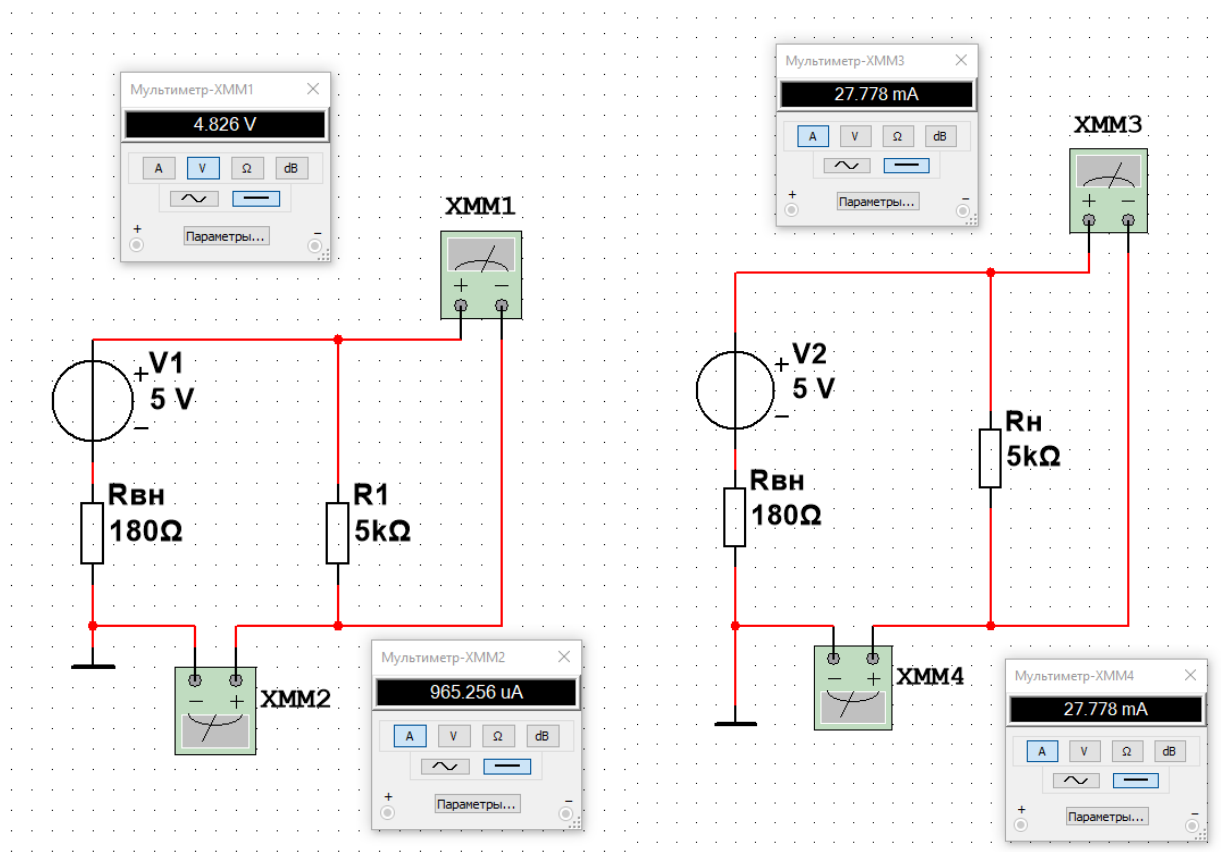 Мультиметр-XMM1
4.826 V
A V Ω dB
+ Параметры... −
XMM1
+ −
V1
+
5 V
−
Rвн
180Ω
R1
5kΩ
− +
XMM2
Мультиметр-XMM2
965.256 uA
A V Ω dB
+ Параметры... −
Мультиметр-XMM3
27.778 mA
A V Ω dB
+ Параметры... −
XMM3
+ −
V2
+
5 V
−
Rвн
180Ω
Rн
5kΩ
− +
XMM4
Мультиметр-XMM4
27.778 mA
A V Ω dB
+ Параметры... −